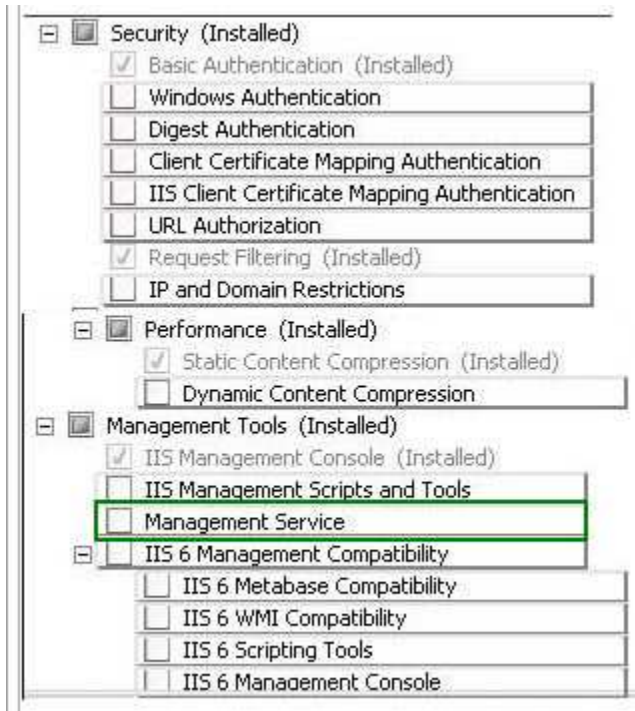 Security (Installed)
Basic Authentication (Installed)
Windows Authentication
Digest Authentication
Client Certificate Mapping Authentication
IIS Client Certificate Mapping Authentication
URL Authorization
Request Filtering (Installed)
IP and Domain Restrictions
Performance (Installed)
Static Content Compression (Installed)
Dynamic Content Compression
Management Tools (Installed)
IIS Management Console (Installed)
IIS Management Scripts and Tools
Management Service
IIS 6 Management Compatibility
IIS 6 Metabase Compatibility
IIS 6 WMI Compatibility
IIS 6 Scripting Tools
IIS 6 Management Console